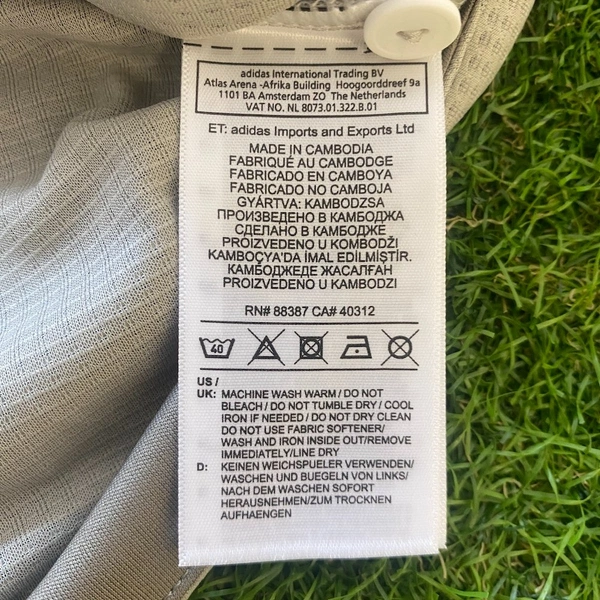 adidas International Trading BV
Atlas Arena -Afrika Building Hoogoorddreef 9a
1101 BA Amsterdam ZO The Netherlands
VAT NO. NL 8073.01.322.B.01
ET: adidas Imports and Exports Ltd
MADE IN CAMBODIA
FABRIQUÉ AU CAMBODGE
FABRICADO EN CAMBOYA
FABRICADO NO CAMBOJA
GYÁRTVA: KAMBODZSA
ПРОИЗВЕДЕНО В КАМБОДЖА
СДЕЛАНО В КАМБОДЖЕ
PROIZVEDENO U KOMBODŽI
KAMBOÇYA'DA İMAL EDİLMİŞTİR.
КАМБОДЖЕДЕ ЖАСАЛҒАН
PROIZVEDENO U KAMBODZI
RN# 88387 CA# 40312
40
US /
UK: MACHINE WASH WARM / DO NOT
BLEACH / DO NOT TUMBLE DRY / COOL
IRON IF NEEDED / DO NOT DRY CLEAN
DO NOT USE FABRIC SOFTENER/
WASH AND IRON INSIDE OUT/REMOVE
IMMEDIATELY/LINE DRY
D: KEINEN WEICHSPUELER VERWENDEN/
WASCHEN UND BUEGELN VON LINKS/
NACH DEM WASCHEN SOFORT
HERAUSNEHMEN/ZUM TROCKNEN
AUFHAENGEN